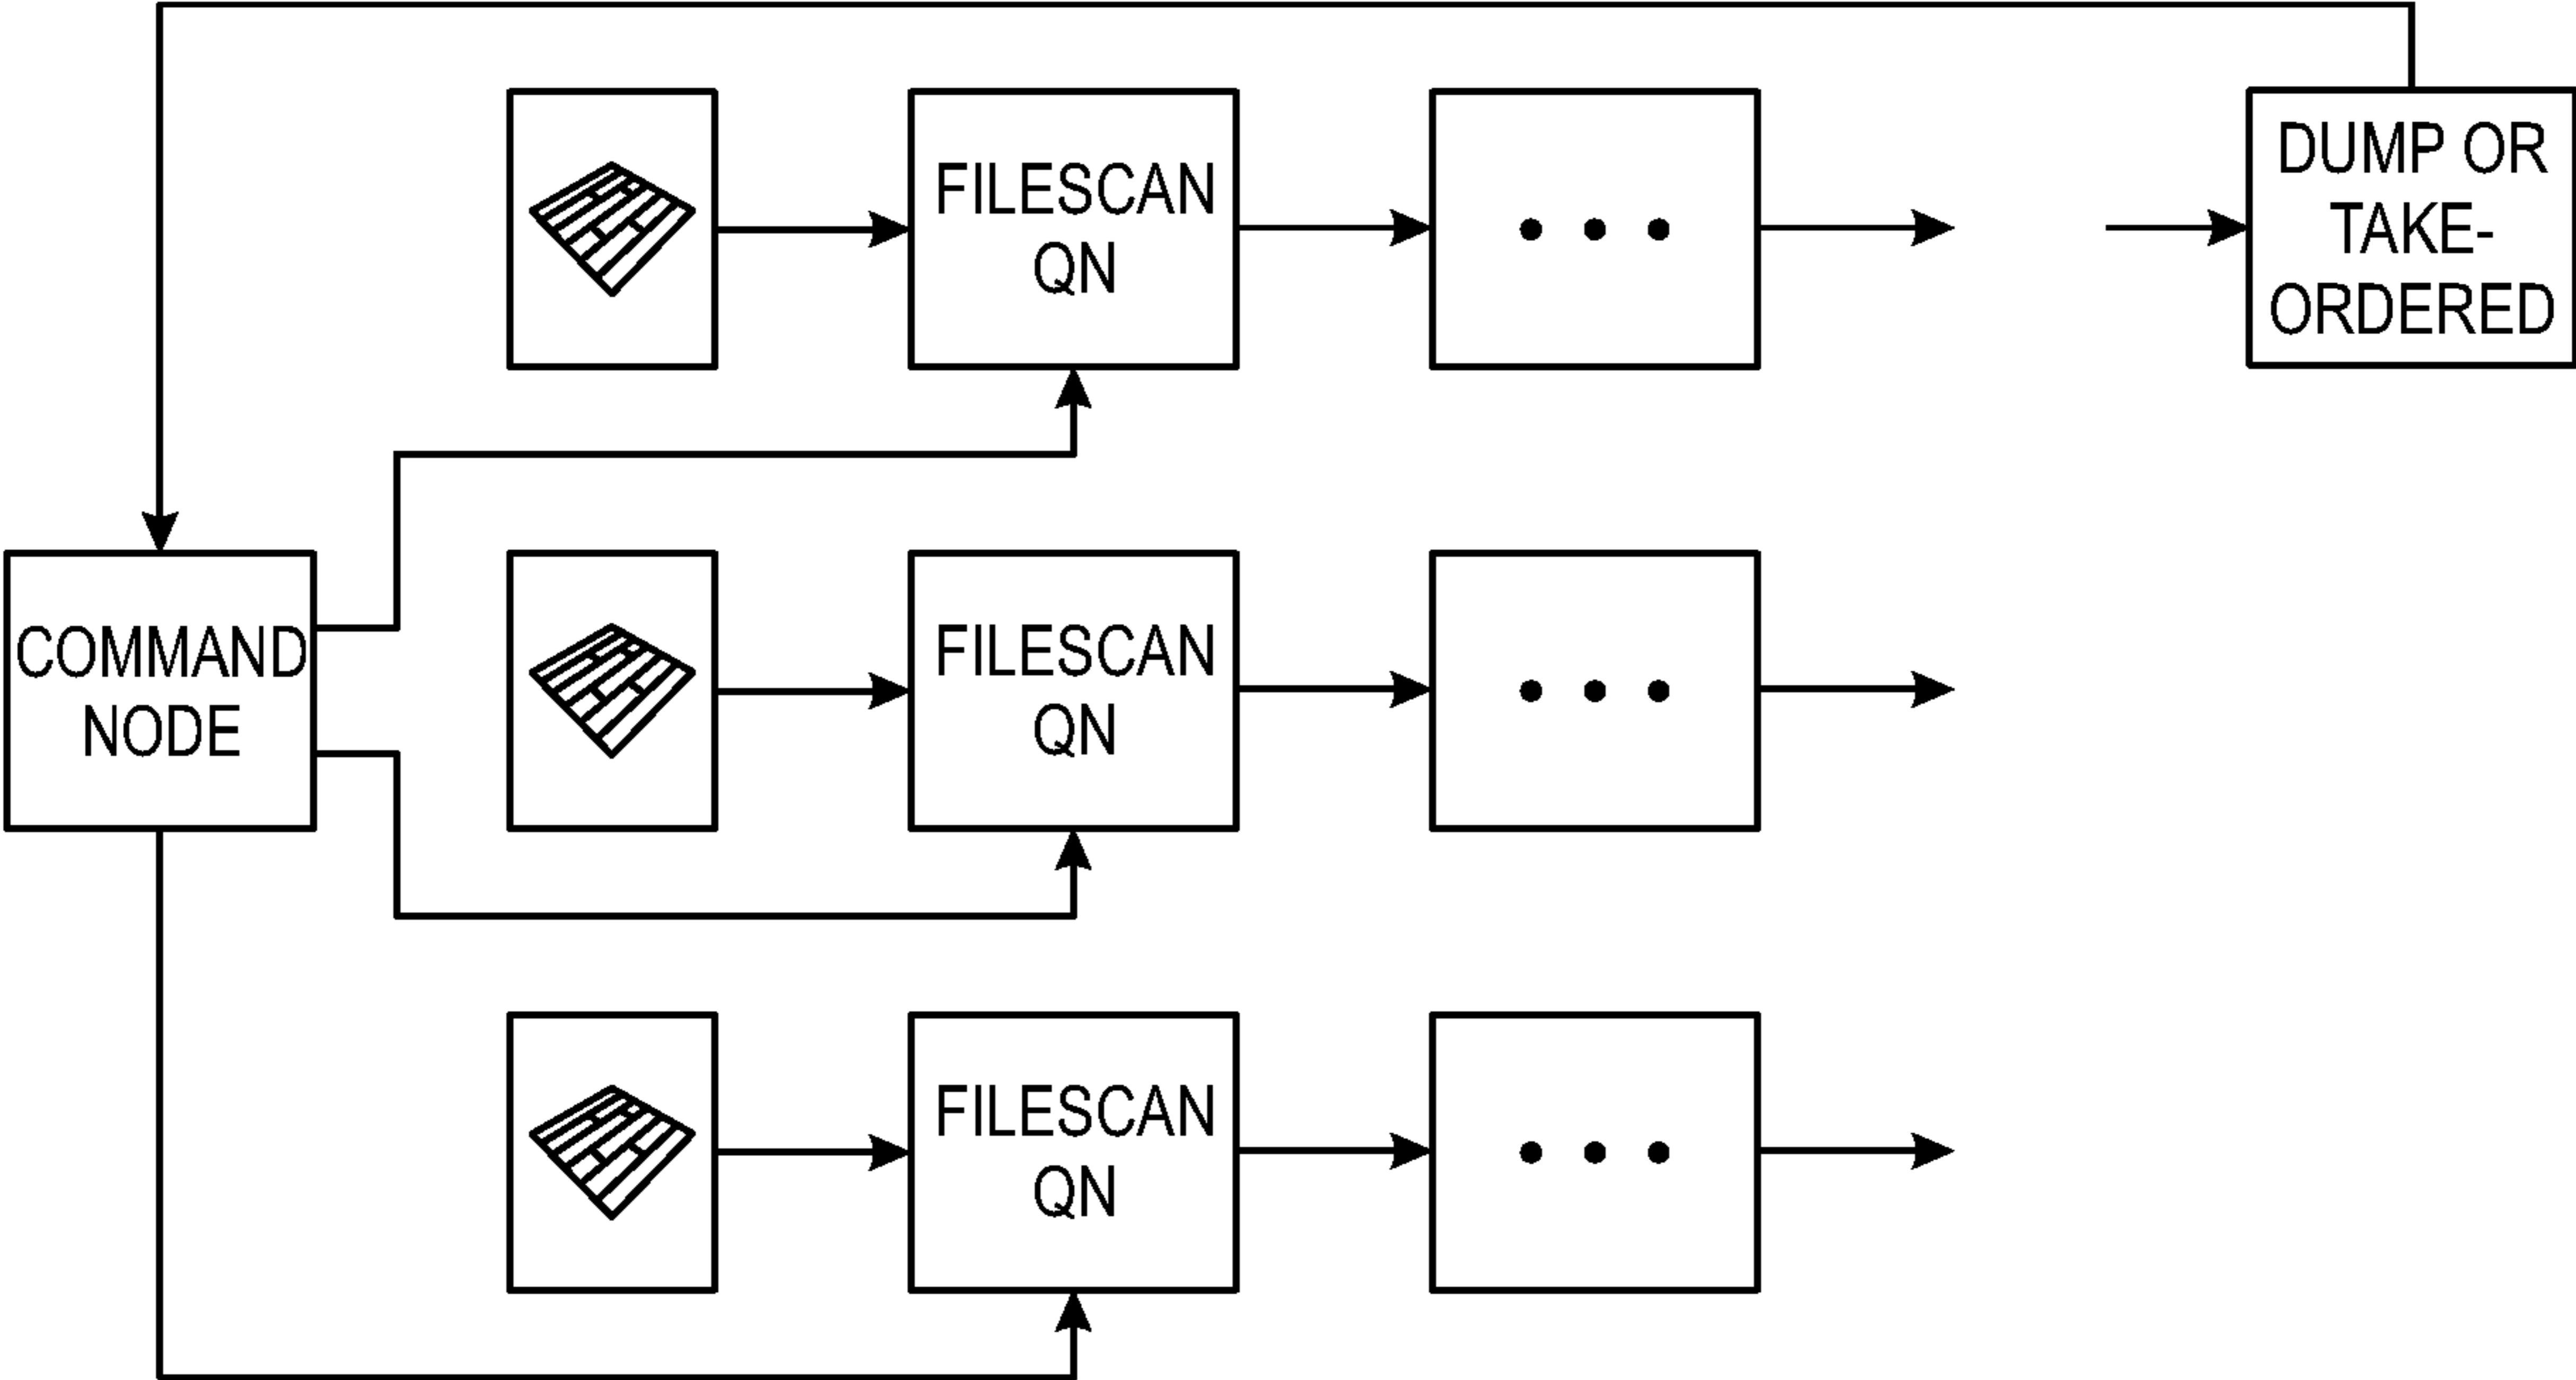 FILESCAN
QN
DUMP OR
TAKE-
ORDERED
COMMAND
NODE
FILESCAN
QN
FILESCAN
QN